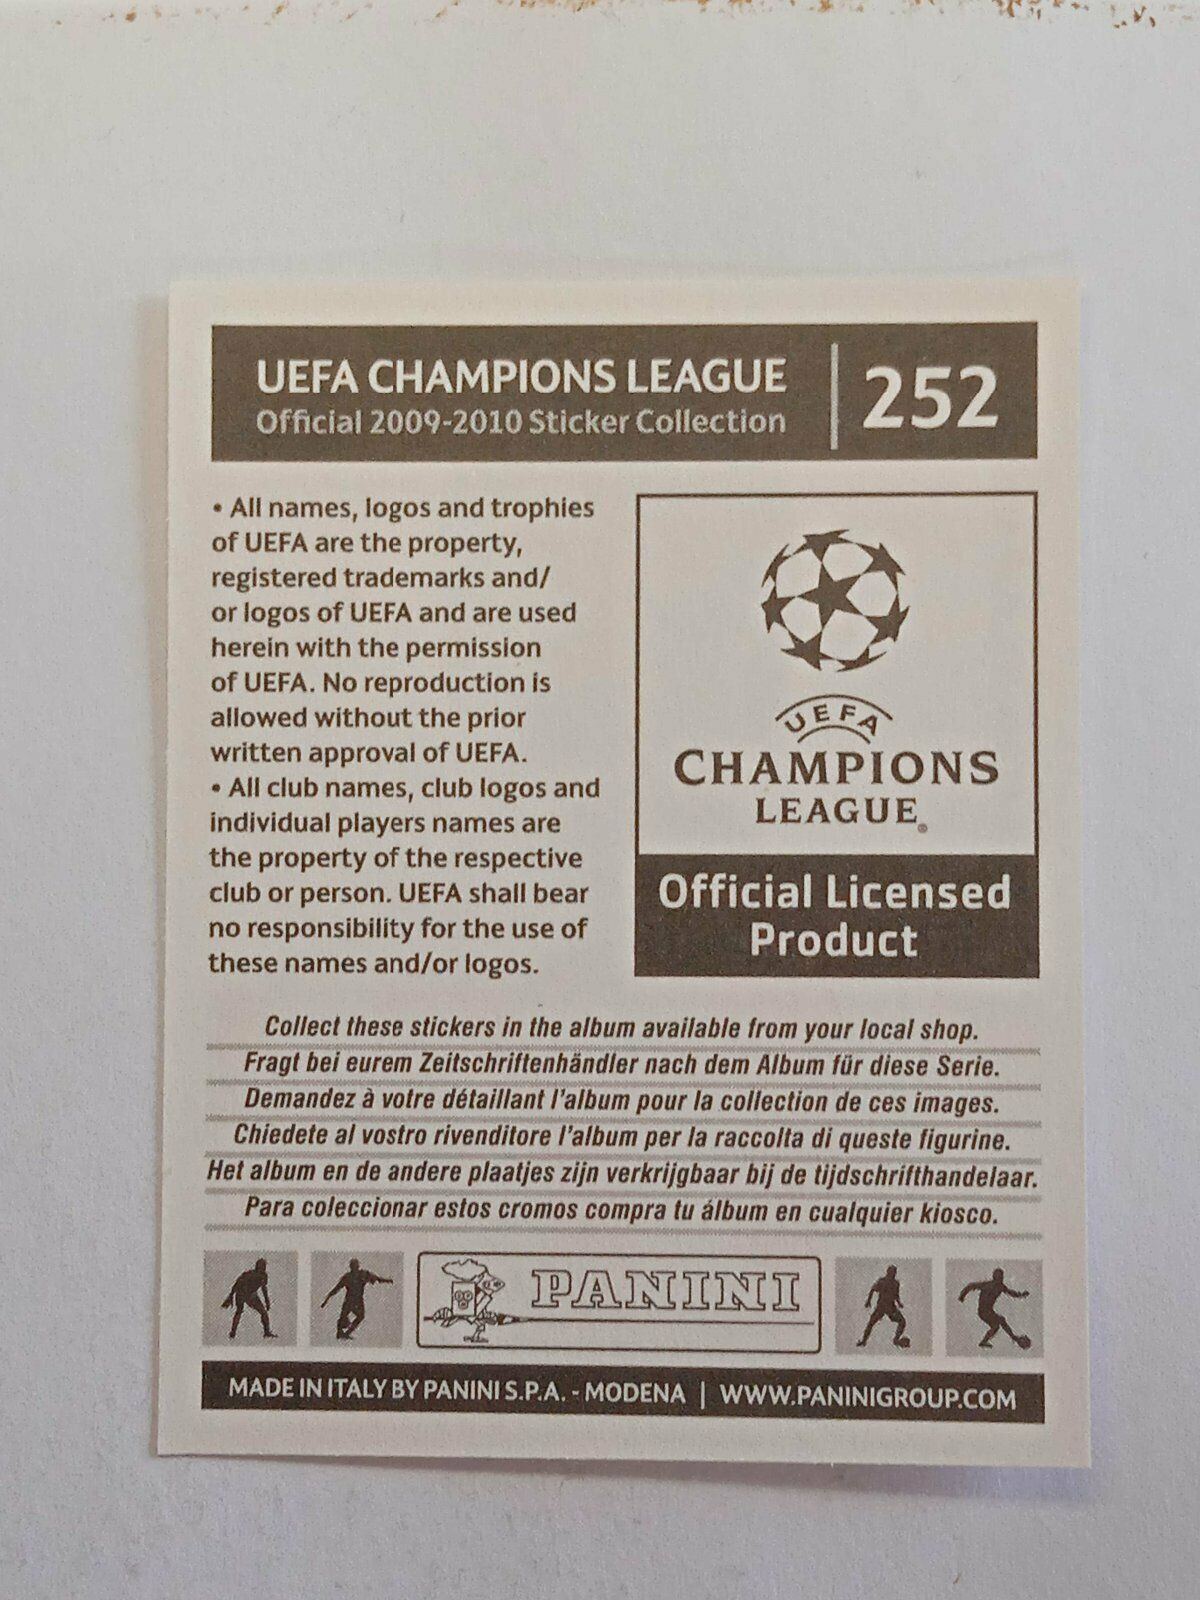 UEFA CHAMPIONS LEAGUE
Official 2009-2010 Sticker Collection
252
• All names, logos and trophies
of UEFA are the property,
registered trademarks and/
or logos of UEFA and are used
herein with the permission
of UEFA. No reproduction is
allowed without the prior
written approval of UEFA.
• All club names, club logos and
individual players names are
the property of the respective
club or person. UEFA shall bear
no responsibility for the use of
these names and/or logos.
UEFA
CHAMPIONS
LEAGUE®
Official Licensed
Product
Collect these stickers in the album available from your local shop.
Fragt bei eurem Zeitschriftenhändler nach dem Album für diese Serie.
Demandez à votre détaillant l'album pour la collection de ces images.
Chiedete al vostro rivenditore l'album per la raccolta di queste figurine.
Het album en de andere plaatjes zijn verkrijgbaar bij de tijdschrifthandelaar.
Para coleccionar estos cromos compra tu álbum en cualquier kiosco.
PANINI
MADE IN ITALY BY PANINI S.P.A. - MODENA | WWW.PANINIGROUP.COM